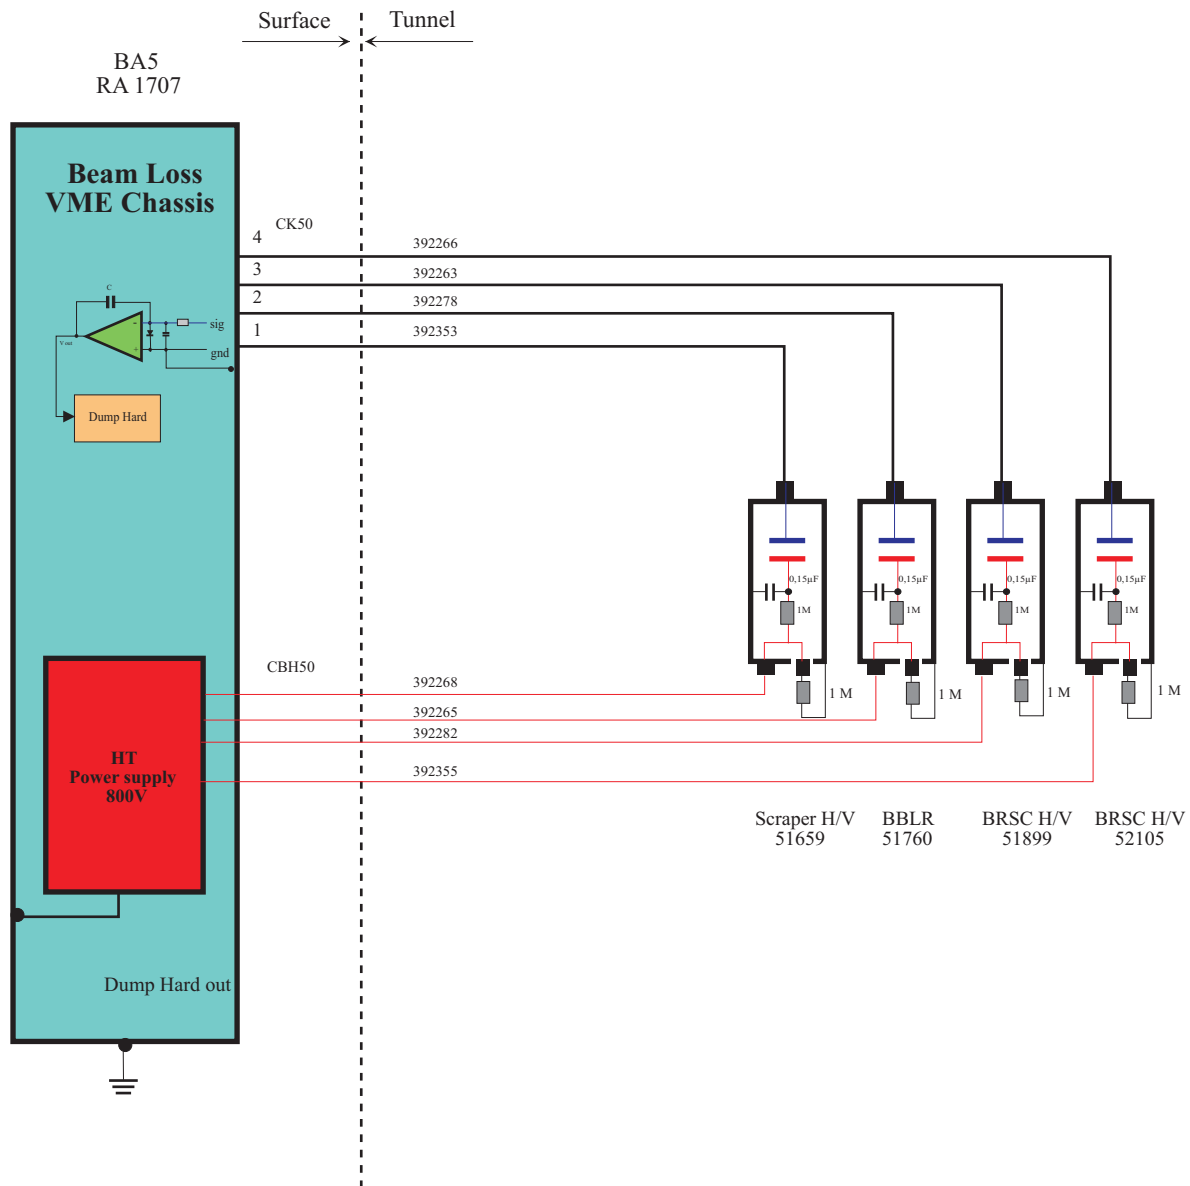 Surface
Tunnel
BA5
RA 1707
Beam Loss
VME Chassis
4
CK50
392266
3
392263
2
392278
1
392353
C
-
sig
+
gnd
V out
Dump Hard
0,15µF
0,15µF
0,15µF
0,15µF
1M
1M
1M
1M
CBH50
392268
1 M
1 M
1 M
1 M
392265
392282
392355
HT
Power supply
800V
Scraper H/V
51659
BBLR
51760
BRSC H/V
51899
BRSC H/V
52105
Dump Hard out